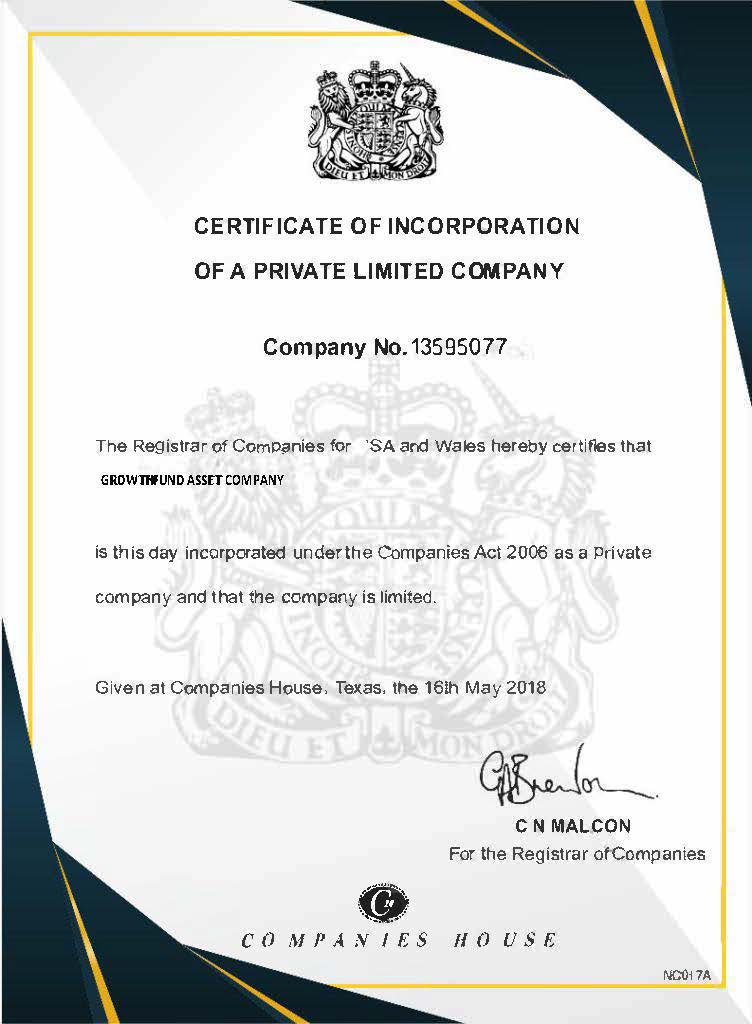 CERTIFICATE OF INCORPORATION
OF A PRIVATE LIMITED COMPANY
Company No. 13595077
The Registrar of Companies for 'SA and Wales hereby certifies that
GROWTHFUND ASSET COMPANY
is this day incorporated under the Companies Act 2006 as a private
company and that the company is limited.
Given at Companies House, Texas, the 16th May 2018
C N MALCON
For the Registrar of Companies
COMPANIES HOUSE
NC017A
DIEU ET MON DROIT